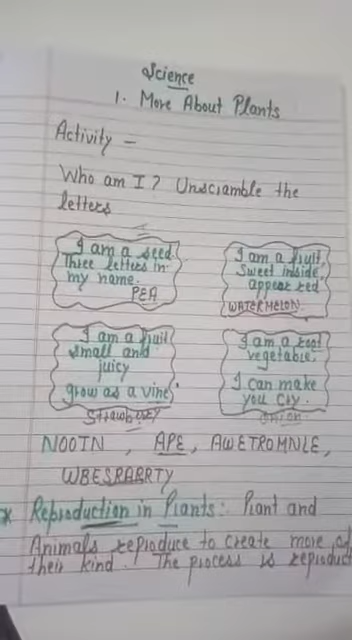 Science
1. More About Plants
Activity -
Who am I? Unscramble the
letters
I am a seed.
Three letters in
my name.
PEA
I am a fruit,
Sweet inside,
appear red
WATERMELON
I am a fruit
small and
juicy
grow as a vine
Strawberry
I am a root
vegetable.
I can make
you cry.
ONION
NOOIN, APE, AWETROMNLE,
WBESRARRTY
* Reproduction in Plants: Plant and
Animals reproduce to create more of
their kind. The process is